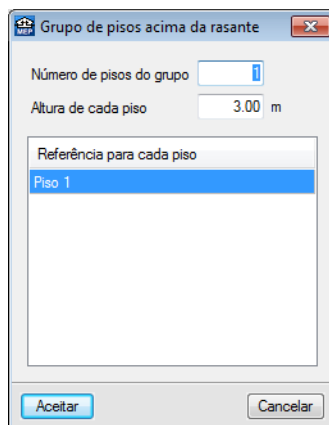 MEP Grupo de pisos acima da rasante
Número de pisos do grupo 1
Altura de cada piso 3.00 m
Referência para cada piso
Piso 1
Aceitar Cancelar